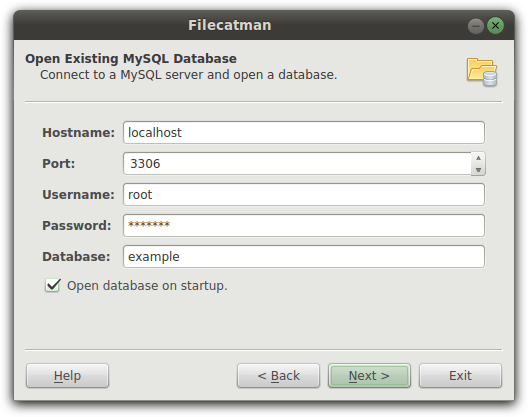 Filecatman
Open Existing MySQL Database
Connect to a MySQL server and open a database.
Hostname: localhost
Port: 3306
Username: root
Password: *******
Database: example
Open database on startup.
Help < Back Next > Exit